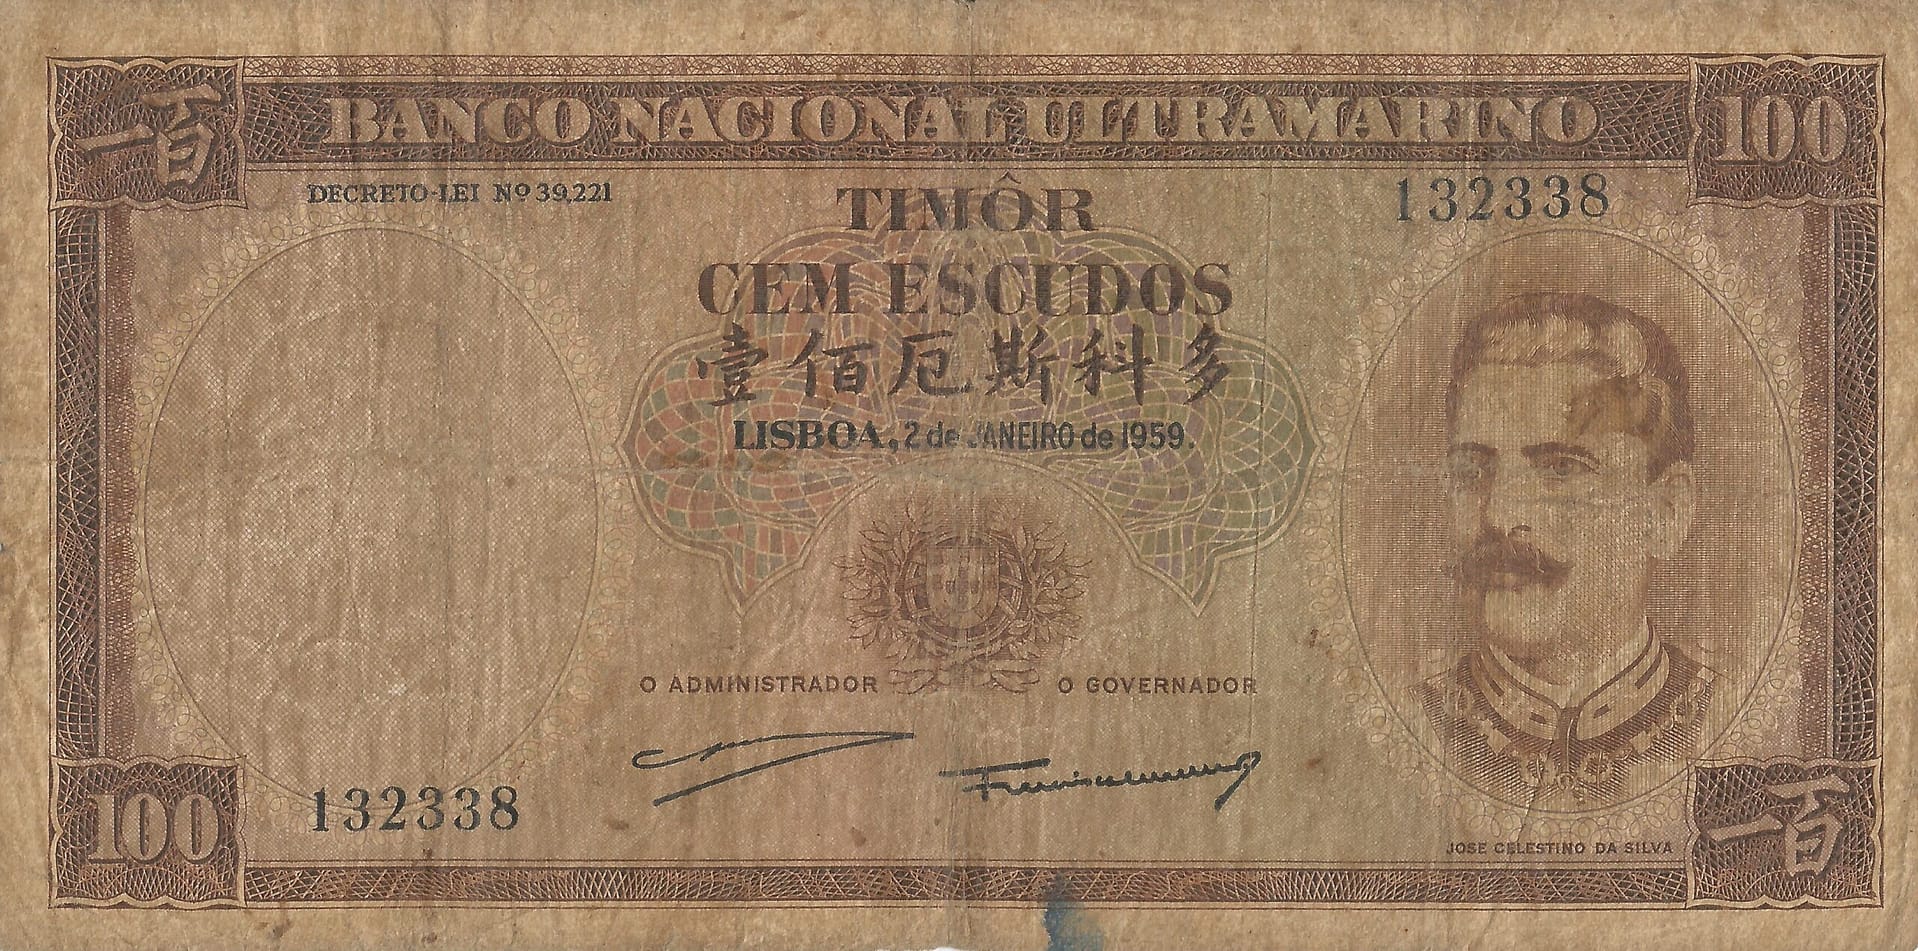 一百 BANCO NACIONAL ULTRAMARINO 100
DECRETO-LEI Nº 39,221
TIMÔR
132338
CEM ESCUDOS
壹佰厄斯科多
LISBOA, 2 de JANEIRO de 1959.
O ADMINISTRADOR
O GOVERNADOR
100
132338
JOSE CELESTINO DA SILVA
一百